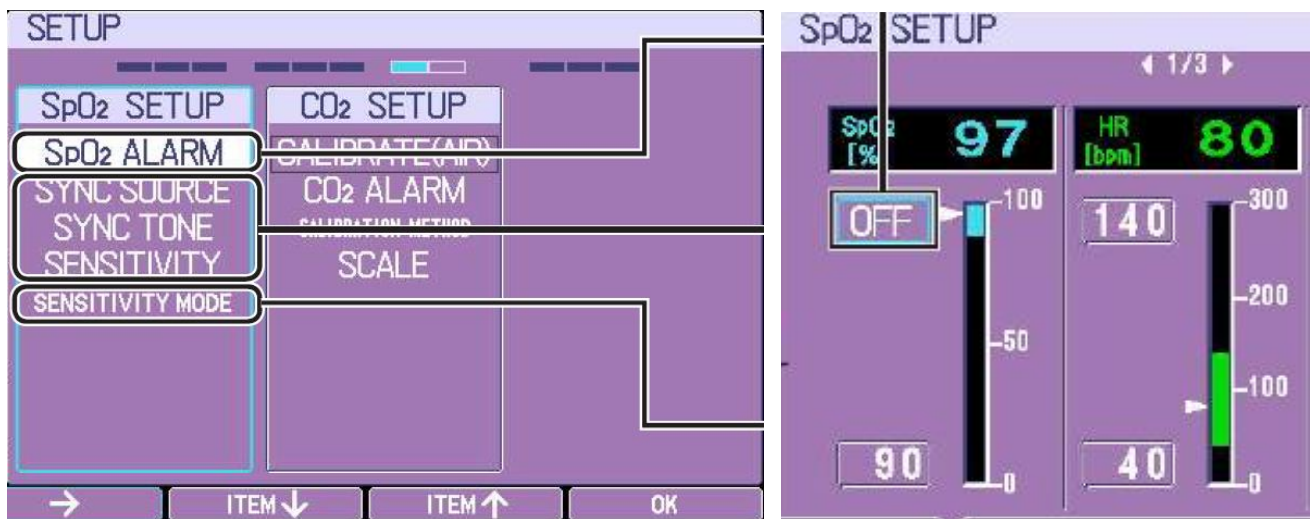 SETUP
SpO2 SETUP
SpO2 ALARM
SYNC SOURCE
SYNC TONE
SENSITIVITY
SENSITIVITY MODE
CO2 SETUP
CALIBRATE(AIR)
CO2 ALARM
CALIBRATION METHOD
SCALE
→ ITEM↓ ITEM↑ OK
SpO2 SETUP
1/3
SpO2 [%] 97
HR [bpm] 80
OFF
100
50
0
90
140
300
200
100
0
40